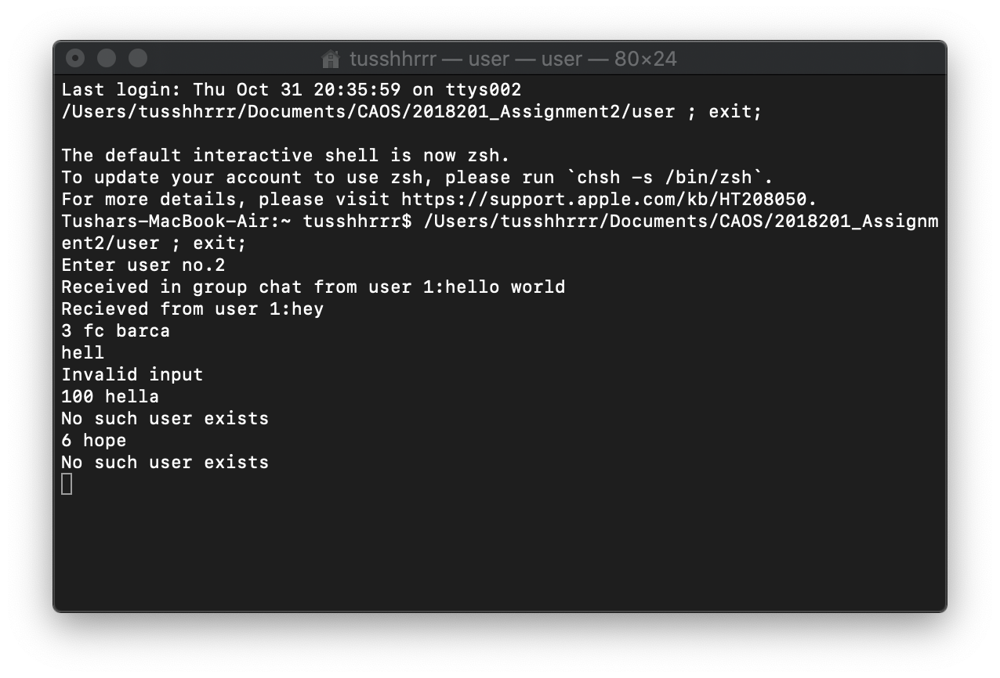 tusshhrrr — user — user — 80×24
Last login: Thu Oct 31 20:35:59 on ttys002
/Users/tusshhrrr/Documents/CAOS/2018201_Assignment2/user ; exit;
The default interactive shell is now zsh.
To update your account to use zsh, please run `chsh -s /bin/zsh`.
For more details, please visit https://support.apple.com/kb/HT208050.
Tushars-MacBook-Air:~ tusshhrrr$ /Users/tusshhrrr/Documents/CAOS/2018201_Assignm
ent2/user ; exit;
Enter user no.2
Received in group chat from user 1:hello world
Recieved from user 1:hey
3 fc barca
hell
Invalid input
100 hella
No such user exists
6 hope
No such user exists